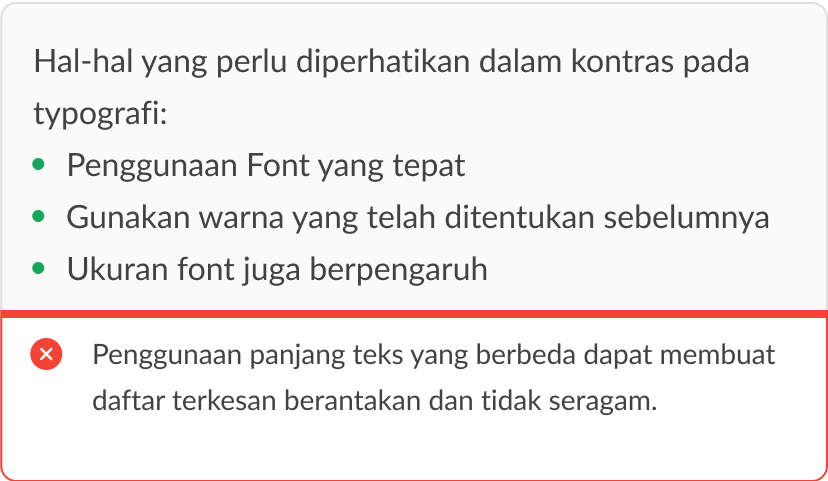 Hal-hal yang perlu diperhatikan dalam kontras pada
typografi:
• Penggunaan Font yang tepat
• Gunakan warna yang telah ditentukan sebelumnya
• Ukuran font juga berpengaruh
Penggunaan panjang teks yang berbeda dapat membuat
daftar terkesan berantakan dan tidak seragam.